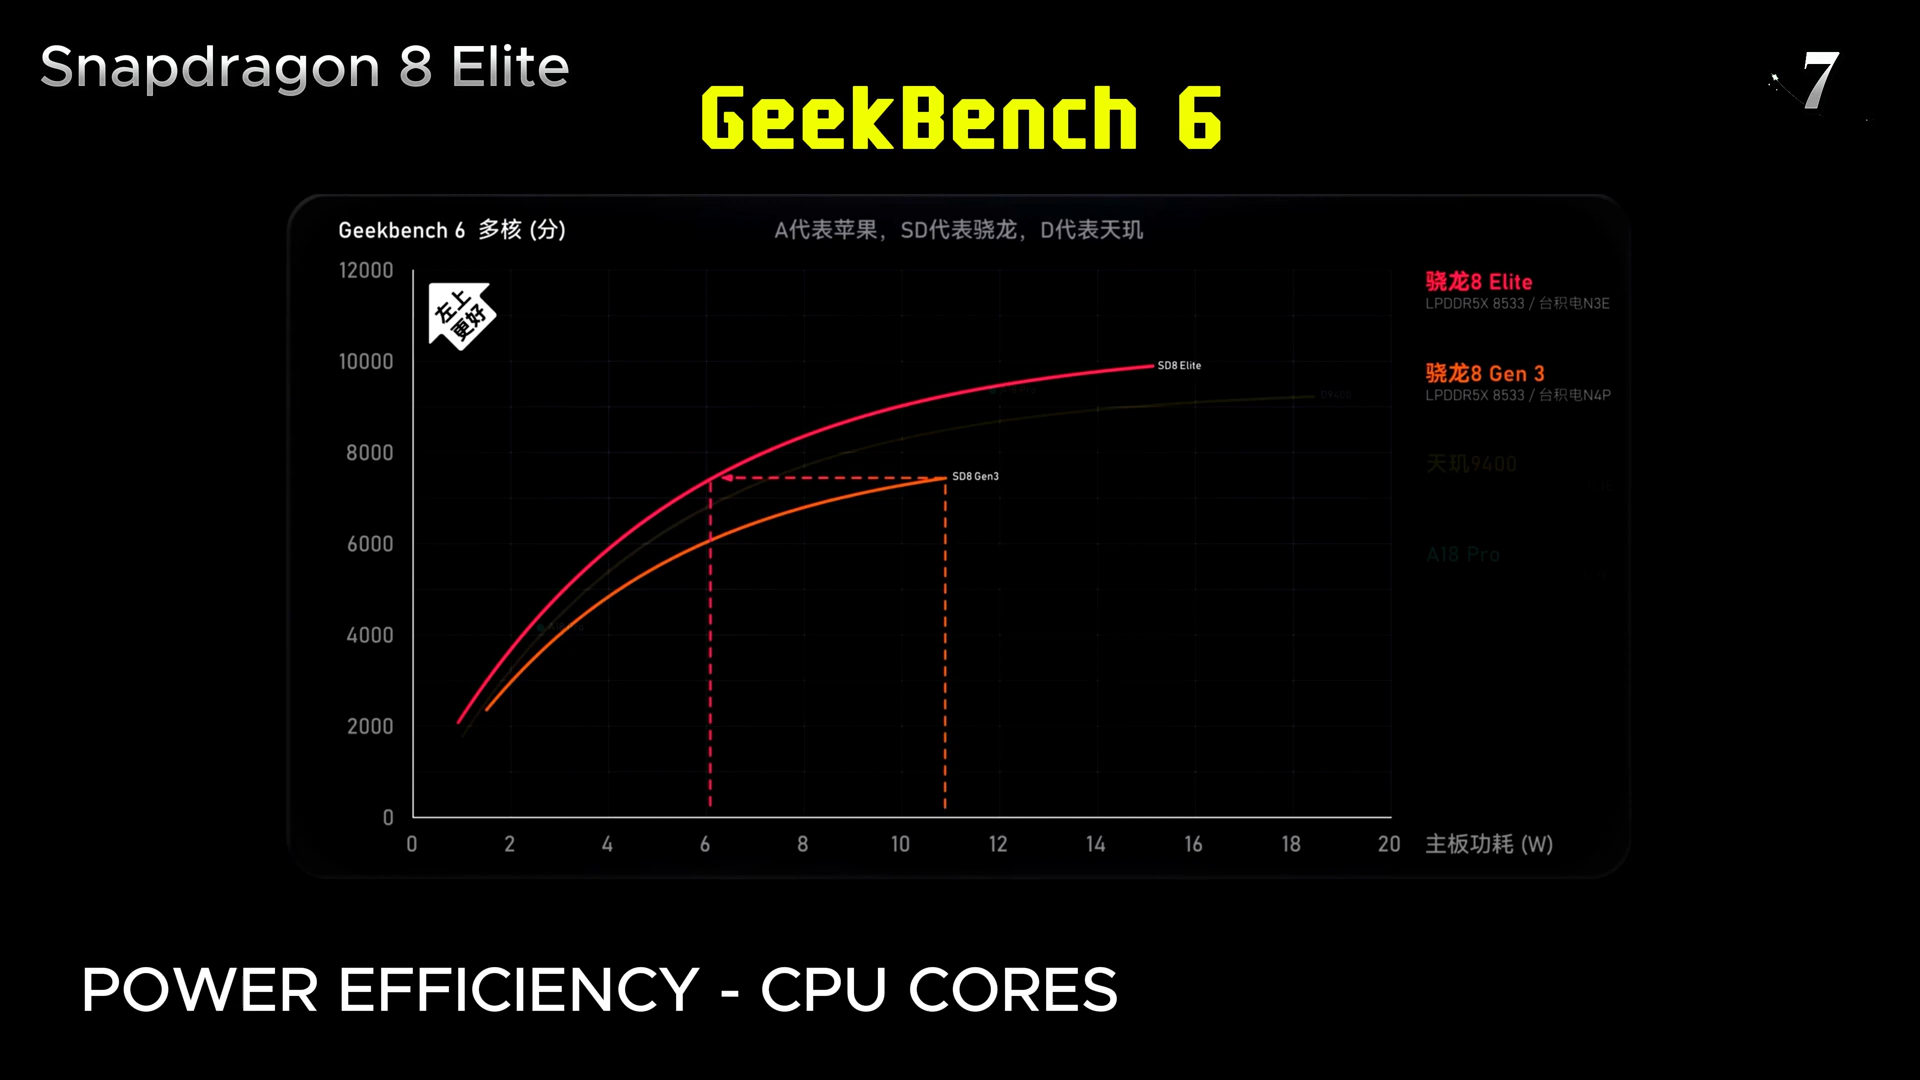 Snapdragon 8 Elite
7
GeekBench 6
Geekbench 6 多核 (分)
A代表苹果，SD代表骁龙，D代表天玑
12000
10000
8000
6000
4000
2000
0
左上
更好
SD8 Elite
D9400
SD8 Gen3
骁龙8 Elite
LPDDR5X 8533 / 台积电N3E
骁龙8 Gen 3
LPDDR5X 8533 / 台积电N4P
天玑9400
A18 Pro
0 2 4 6 8 10 12 14 16 18 20
主板功耗 (W)
POWER EFFICIENCY - CPU CORES